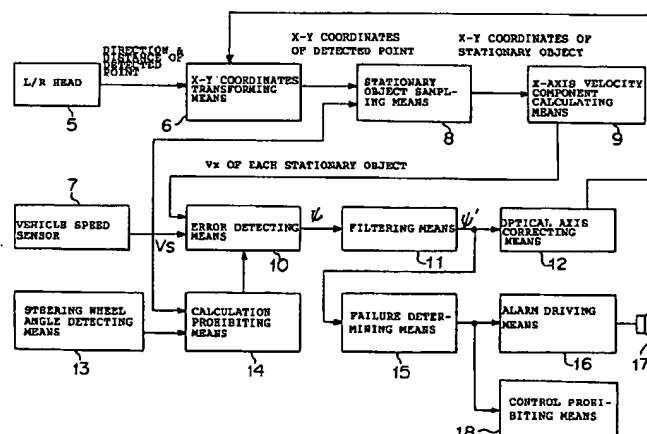 DIRECTION &
DISTANCE OF
DETECTED
POINT
X-Y COORDINATES
OF DETECTED POINT
X-Y COORDINATES OF
STATIONARY OBJECT
L/R HEAD
5
X-Y COORDINATES
TRANSFORMING
MEANS
6
STATIONARY
OBJECT SAMPL-
ING MEANS
8
X-AXIS VELOCITY
COMPONENT
CALCULATING
MEANS
9
Vx OF EACH STATIONARY OBJECT
7
VEHICLE SPEED
SENSOR
VS
ERROR DETECTING
MEANS
10
ψ
FILTERING MEANS
11
ψ'
OPTICAL AXIS
CORRECTING
MEANS
12
STEERING WHEEL
ANGLE DETECTING
MEANS
13
CALCULATION
PROHIBITING
MEANS
14
FAILURE DETER-
MINING MEANS
15
ALARM DRIVING
MEANS
16
17
CONTROL PROHI-
BITING MEANS
18